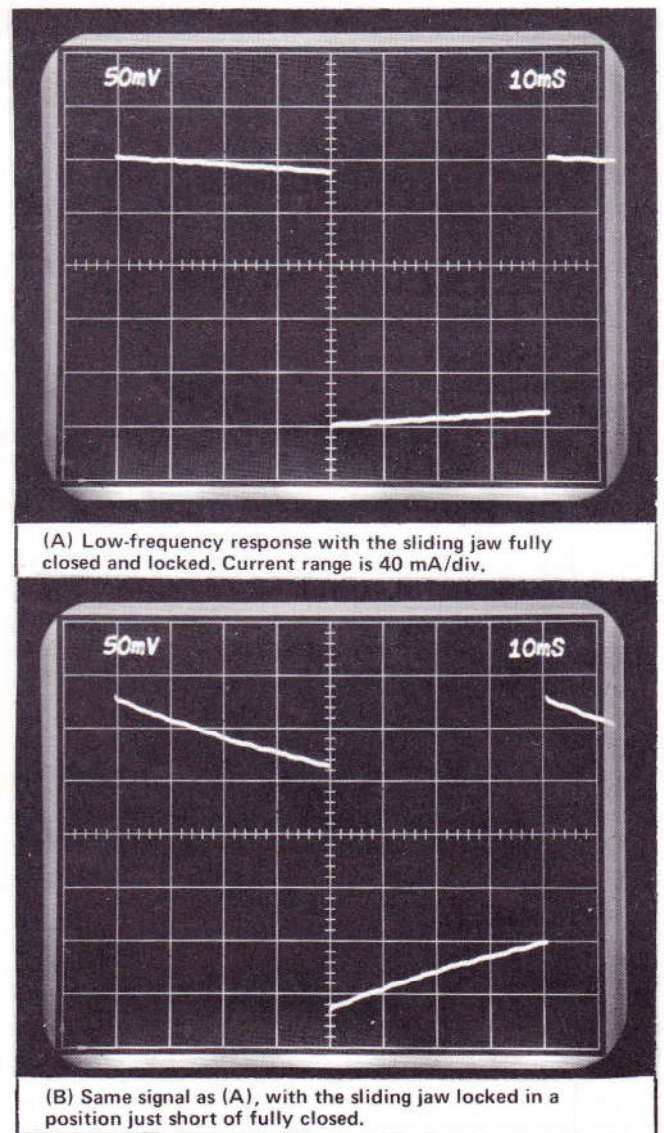 50mV 10mS
(A) Low-frequency response with the sliding jaw fully
closed and locked. Current range is 40 mA/div.
50mV 10mS
(B) Same signal as (A), with the sliding jaw locked in a
position just short of fully closed.